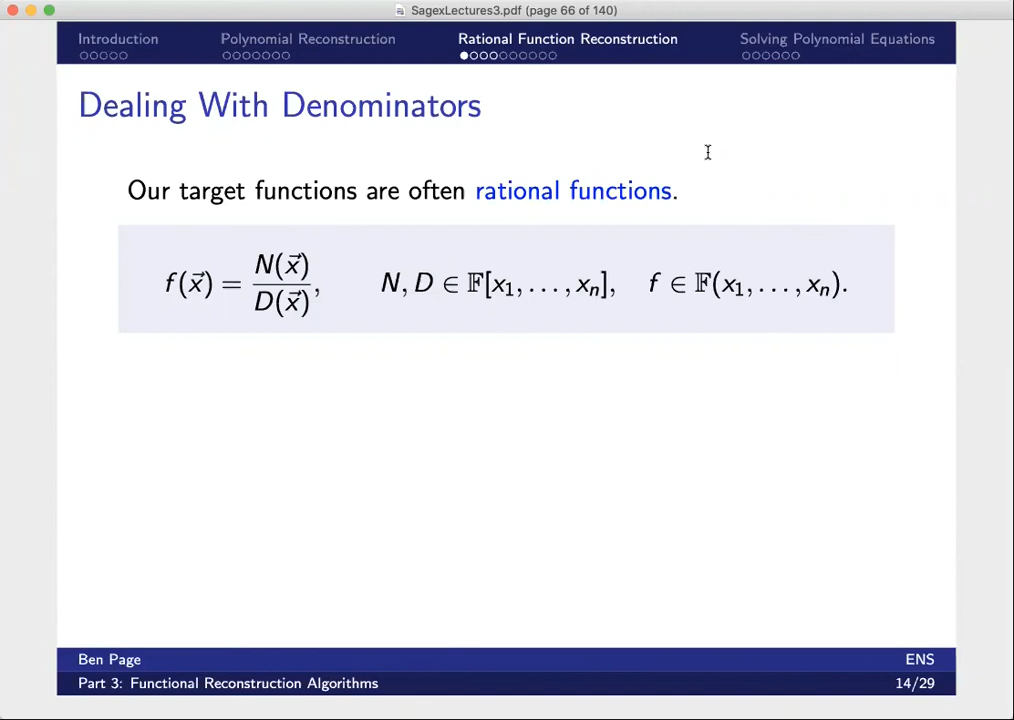 SagexLectures3.pdf (page 66 of 140)
Introduction Polynomial Reconstruction Rational Function Reconstruction Solving Polynomial Equations
Dealing With Denominators
Our target functions are often rational functions.
f(x⃗) = N(x⃗)/D(x⃗), N, D ∈ 𝔽[x₁, . . . , xₙ], f ∈ 𝔽(x₁, . . . , xₙ).
Ben Page ENS
Part 3: Functional Reconstruction Algorithms 14/29